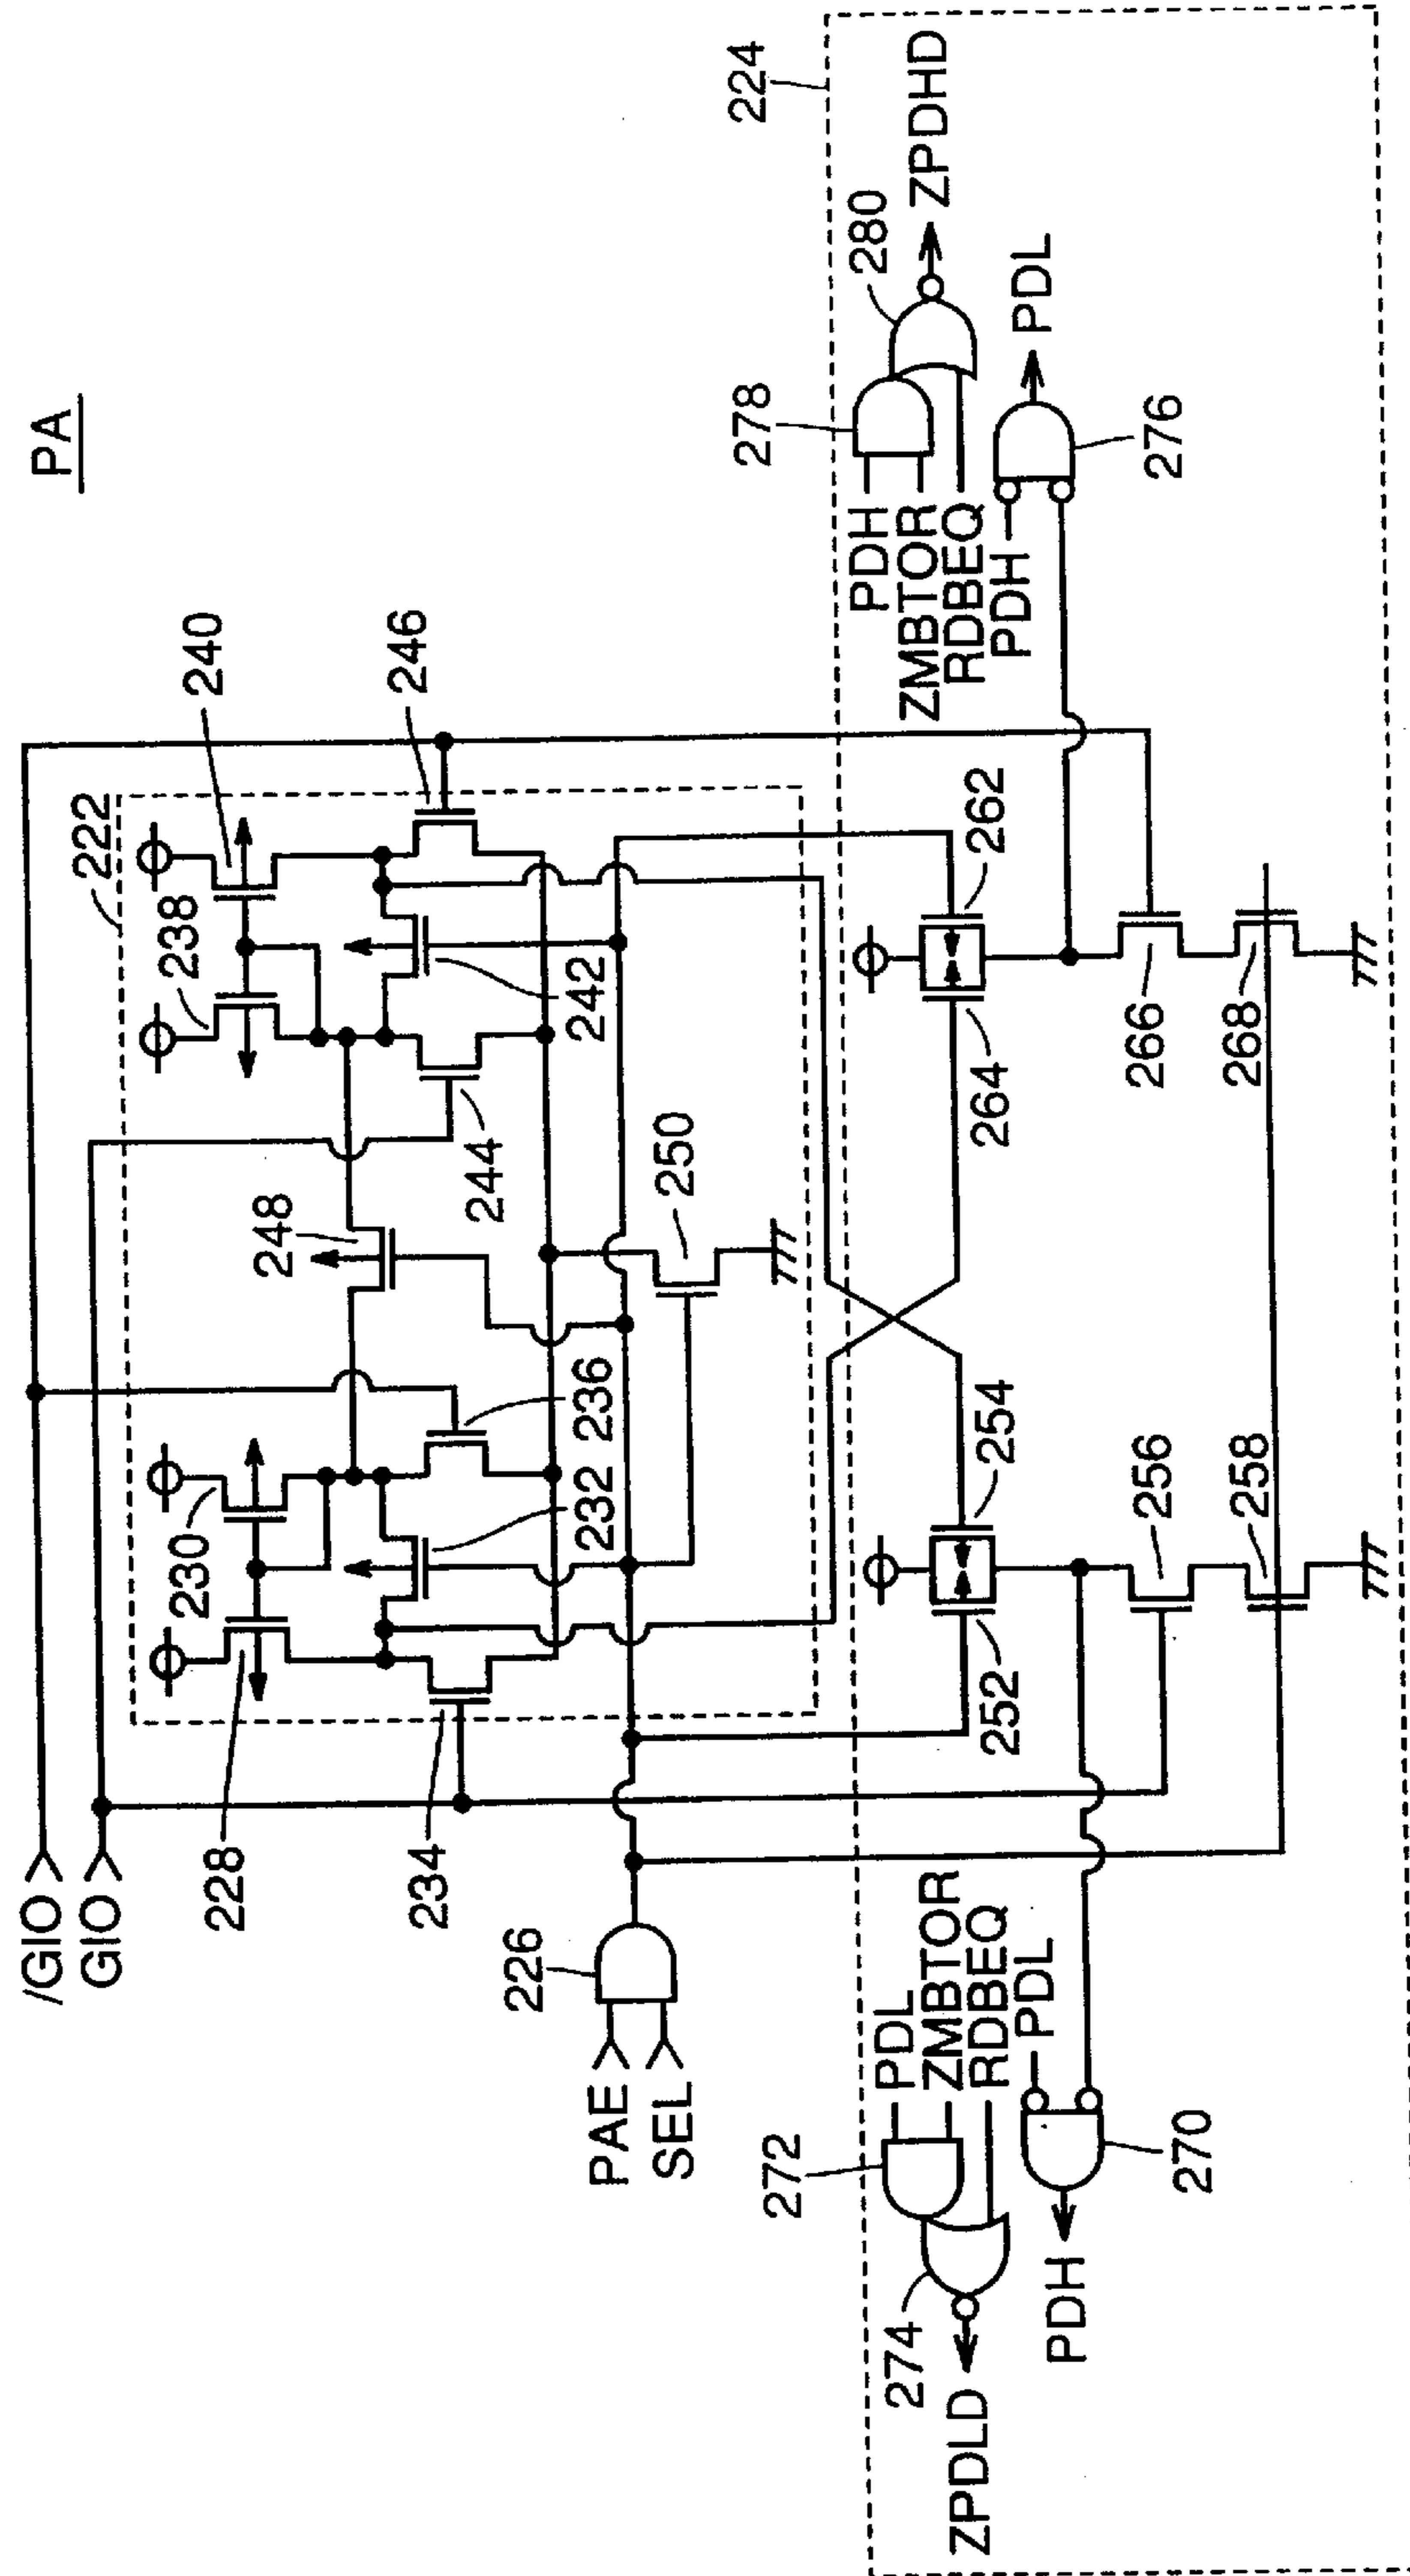 PA
/GIO
GIO
222
228
230
238
240
248
246
234
232
236
244
242
226
PAE
SEL
250
224
272
PDL
ZMBTOR
RDBEQ
PDL
274
ZPDLD
PDH
270
252
254
264
262
256
258
266
268
278
PDH
ZMBTOR
RDBEQ
PDH
280
ZPDHD
PDL
276